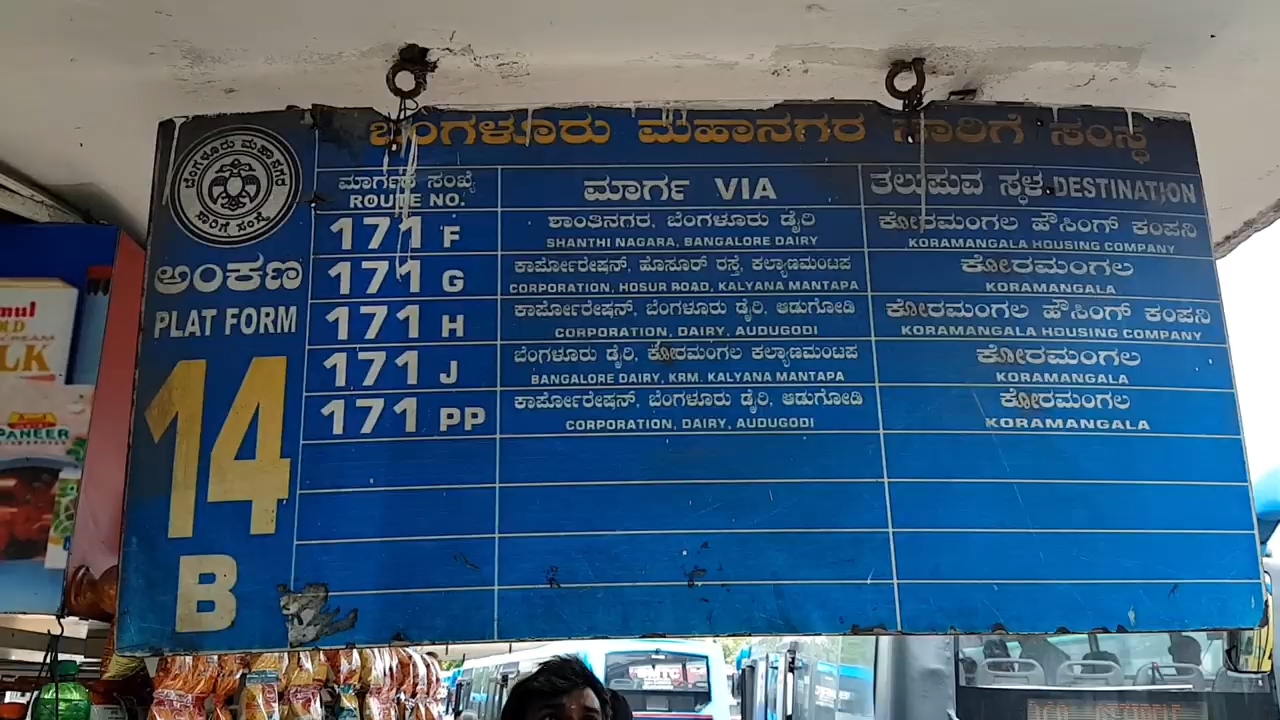 ಬೆಂಗಳೂರು ಮಹಾನಗರ ಸಾರಿಗೆ ಸಂಸ್ಥೆ
ಬೆಂಗಳೂರು ಮಹಾನಗರ
ಸಾರಿಗೆ ಸಂಸ್ಥೆ
ಅಂಕಣ
PLAT FORM
14
B
ಮಾರ್ಗದ ಸಂಖ್ಯೆ ಮಾರ್ಗ VIA ತಲುಪುವ ಸ್ಥಳ DESTINATION
ROUTE NO.
171 F ಶಾಂತಿನಗರ, ಬೆಂಗಳೂರು ಡೈರಿ ಕೋರಮಂಗಲ ಹೌಸಿಂಗ್ ಕಂಪನಿ
SHANTHI NAGARA, BANGALORE DAIRY KORAMANGALA HOUSING COMPANY
171 G ಕಾರ್ಪೋರೇಷನ್, ಹೊಸೂರ್ ರಸ್ತೆ, ಕಲ್ಯಾಣಮಂಟಪ ಕೋರಮಂಗಲ
CORPORATION, HOSUR ROAD, KALYANA MANTAPA KORAMANGALA
171 H ಕಾರ್ಪೋರೇಷನ್, ಬೆಂಗಳೂರು ಡೈರಿ, ಆಡುಗೋಡಿ ಕೋರಮಂಗಲ ಹೌಸಿಂಗ್ ಕಂಪನಿ
CORPORATION, DAIRY, AUDUGODI KORAMANGALA HOUSING COMPANY
171 J ಬೆಂಗಳೂರು ಡೈರಿ, ಕೋರಮಂಗಲ ಕಲ್ಯಾಣಮಂಟಪ ಕೋರಮಂಗಲ
BANGALORE DAIRY, KRM. KALYANA MANTAPA KORAMANGALA
171 PP ಕಾರ್ಪೋರೇಷನ್, ಬೆಂಗಳೂರು ಡೈರಿ, ಆಡುಗೋಡಿ ಕೋರಮಂಗಲ
CORPORATION, DAIRY, AUDUGODI KORAMANGALA
PANEER